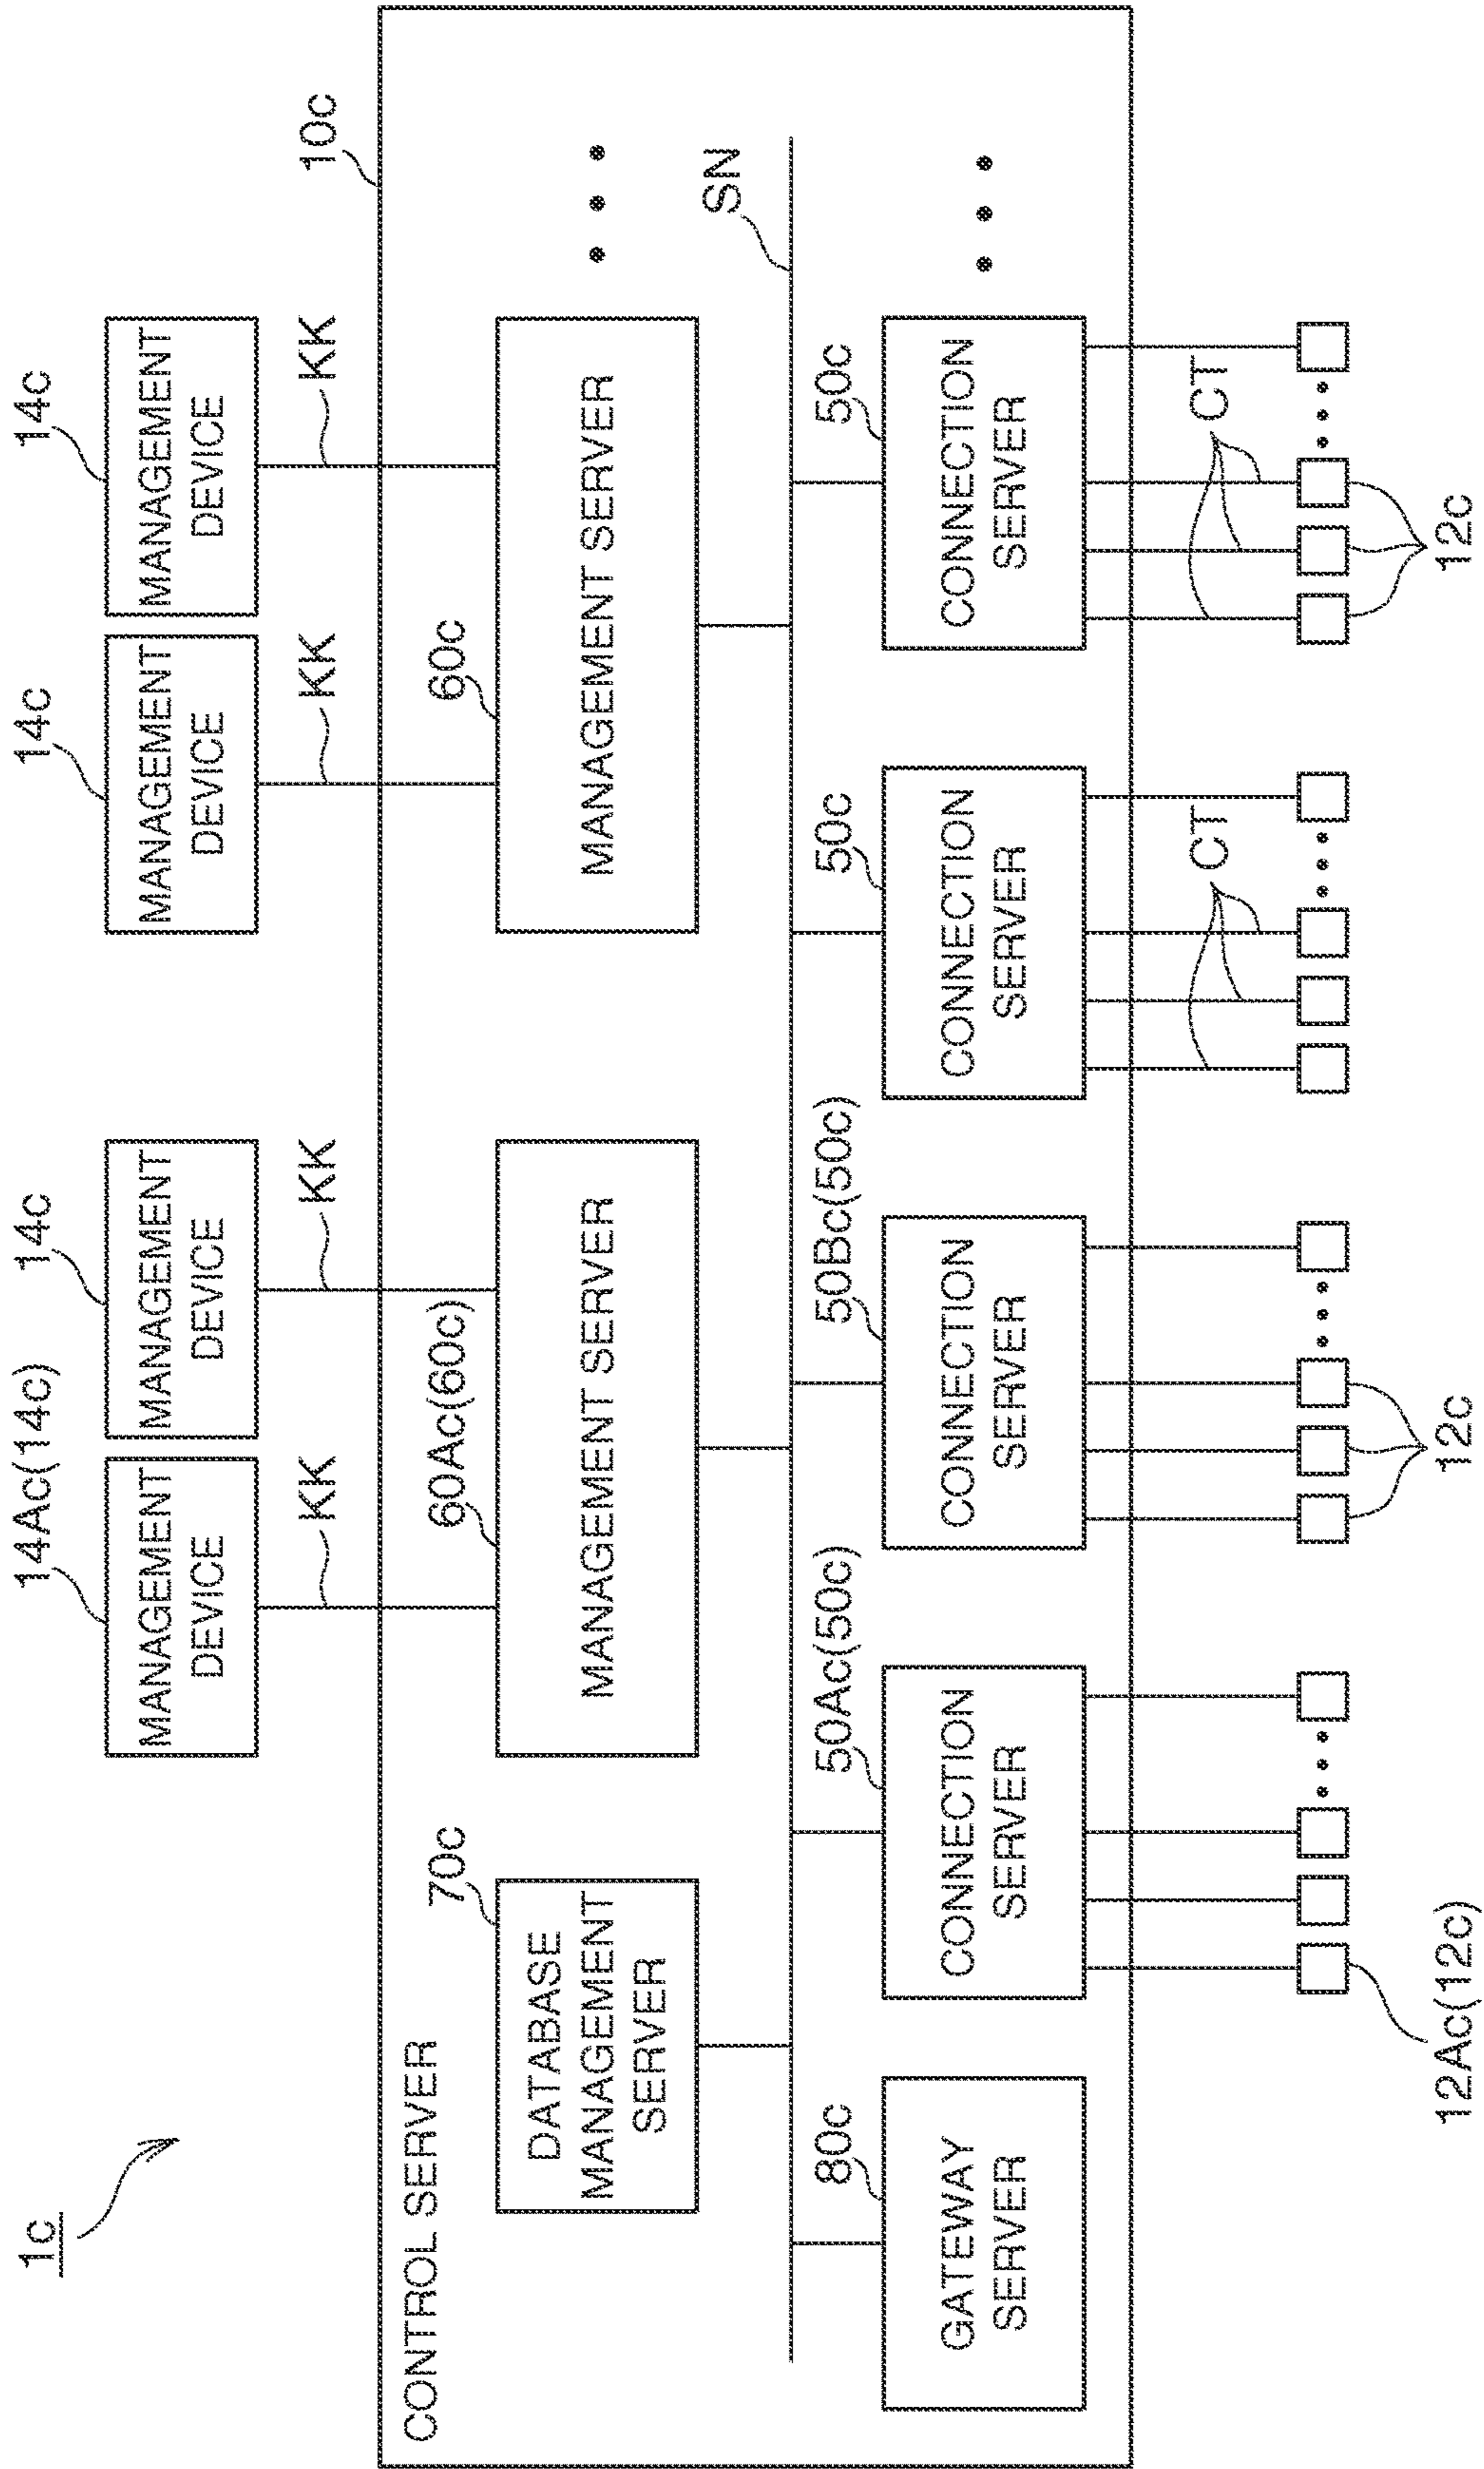 1c
14Ac(14c)
14c
14c
14c
MANAGEMENT
DEVICE
MANAGEMENT
DEVICE
MANAGEMENT
DEVICE
MANAGEMENT
DEVICE
KK
KK
KK
KK
10c
CONTROL SERVER
70c
60Ac(60c)
60c
DATABASE
MANAGEMENT
SERVER
MANAGEMENT SERVER
MANAGEMENT SERVER
SN
80c
50Ac(50c)
50Bc(50c)
50c
50c
GATEWAY
SERVER
CONNECTION
SERVER
CONNECTION
SERVER
CONNECTION
SERVER
CONNECTION
SERVER
CT
CT
12Ac(12c)
12c
12c